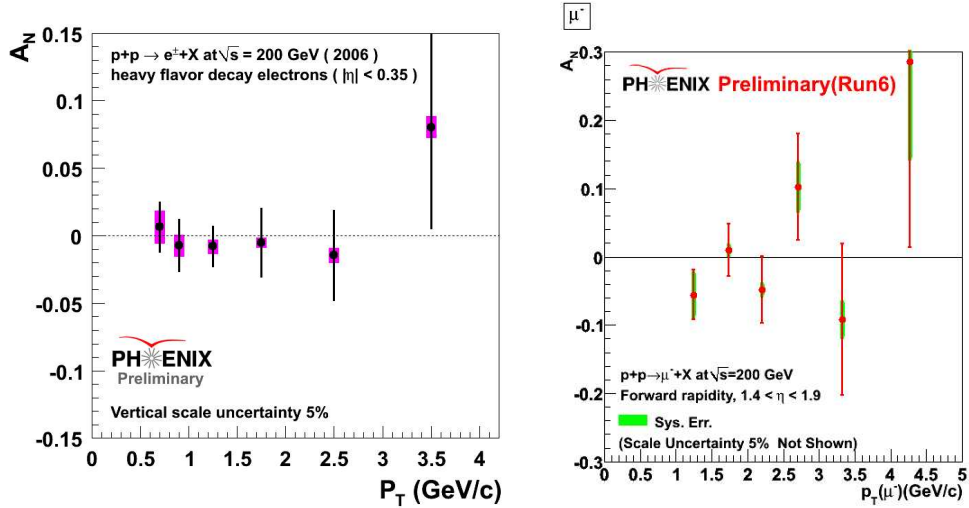 A_N
0.15
0.1
0.05
0
-0.05
-0.1
-0.15
p+p → e±+X at √s = 200 GeV ( 2006 )
heavy flavor decay electrons ( |η| < 0.35 )
PHENIX
Preliminary
Vertical scale uncertainty 5%
0 0.5 1 1.5 2 2.5 3 3.5 4
P_T (GeV/c)
μ-
A_N
0.3
0.2
0.1
0
-0.1
-0.2
-0.3
PHENIX Preliminary(Run6)
p+p→μ-+X at √s=200 GeV
Forward rapidity, 1.4 < η < 1.9
Sys. Err.
(Scale Uncertainty 5% Not Shown)
0 0.5 1 1.5 2 2.5 3 3.5 4 4.5 5
p_T(μ-)(GeV/c)